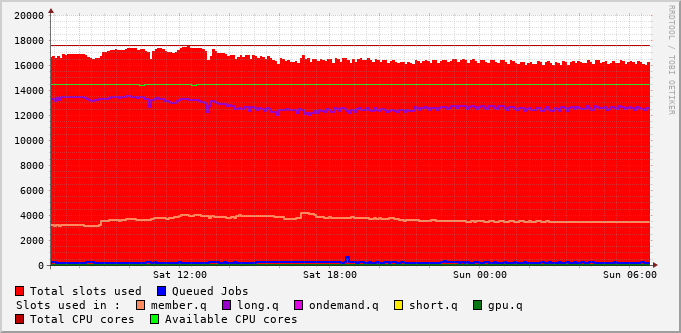 20000
18000
16000
14000
12000
10000
8000
6000
4000
2000
0
Sat 12:00 Sat 18:00 Sun 00:00 Sun 06:00
RRDTOOL / TOBI OETIKER
Total slots used Queued Jobs
Slots used in : member.q long.q ondemand.q short.q gpu.q
Total CPU cores Available CPU cores